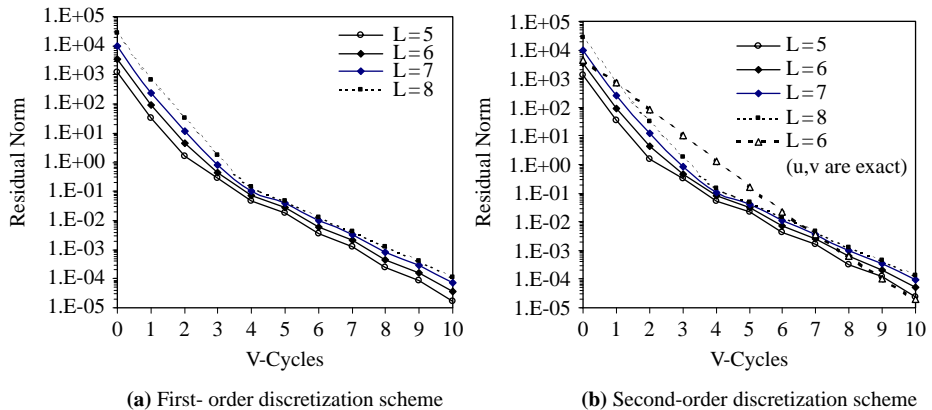 1.E+05
1.E+04
1.E+03
1.E+02
1.E+01
1.E+00
1.E-01
1.E-02
1.E-03
1.E-04
1.E-05
Residual Norm
L=5
L=6
L=7
L=8
0 1 2 3 4 5 6 7 8 9 10
V-Cycles
(a) First- order discretization scheme
1.E+05
1.E+04
1.E+03
1.E+02
1.E+01
1.E+00
1.E-01
1.E-02
1.E-03
1.E-04
1.E-05
Residual Norm
L=5
L=6
L=7
L=8
L=6
(u,v are exact)
0 1 2 3 4 5 6 7 8 9 10
V-Cycles
(b) Second-order discretization scheme